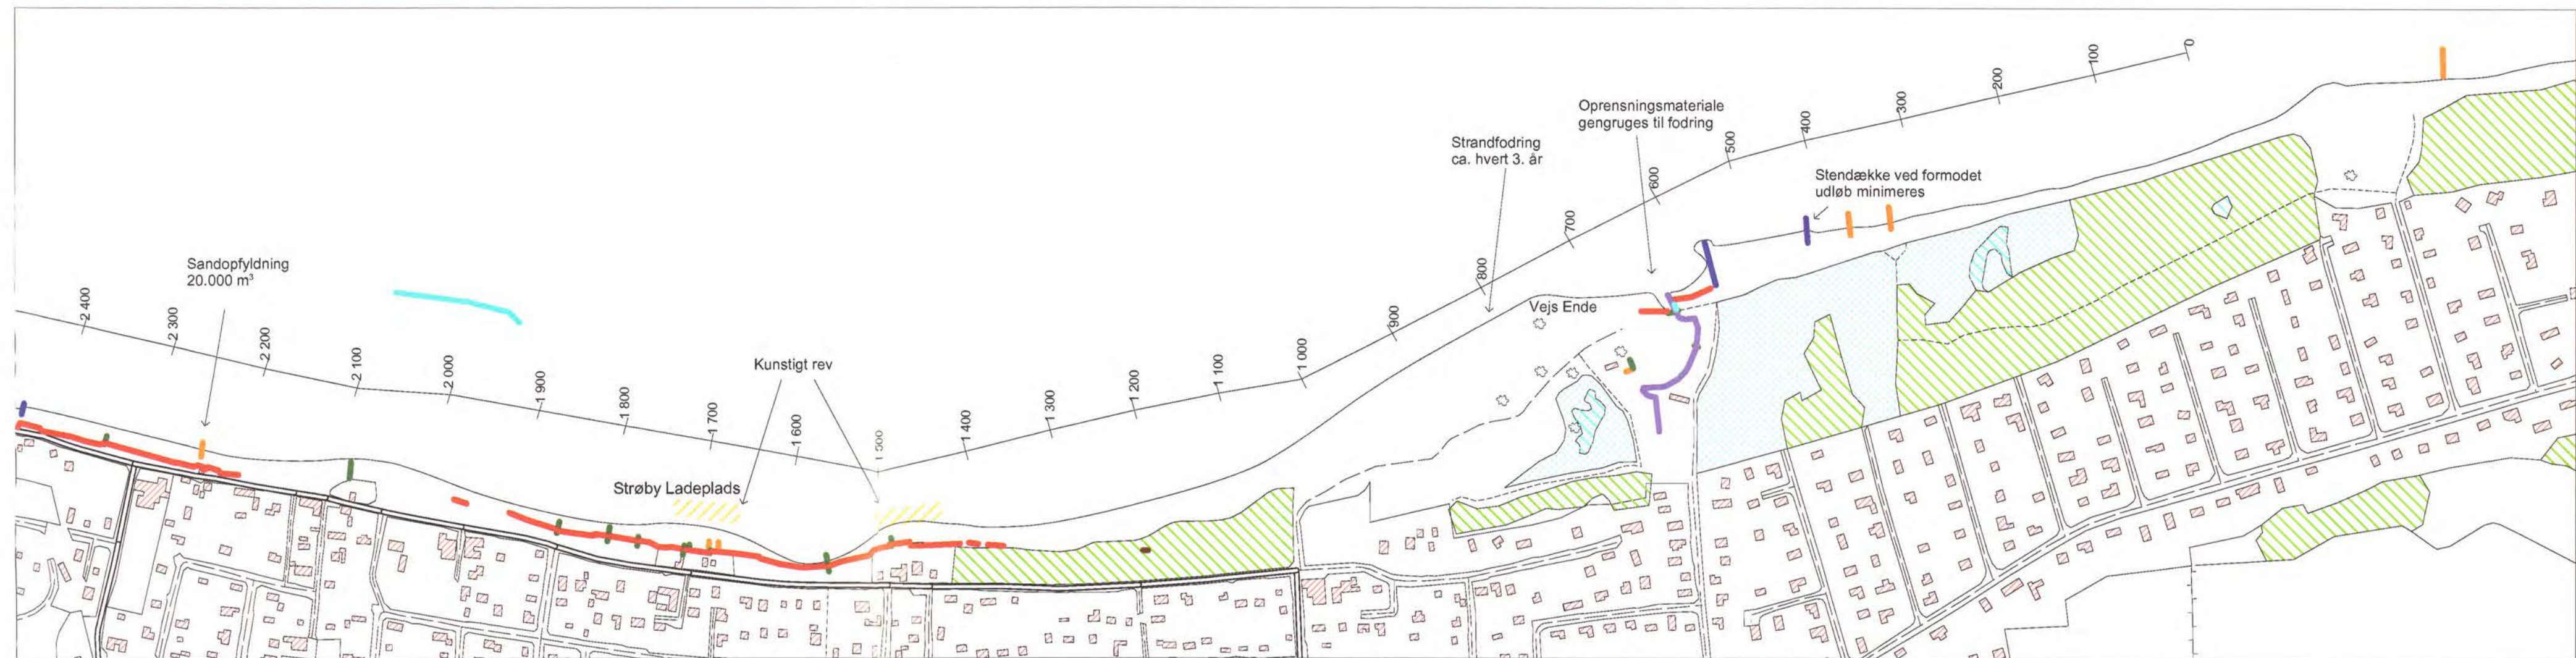 Sandopfyldning
20.000 m³
2 400
2 300
2 200
2 100
2 000
1 900
1 800
1 700
1 600
1 500
1 400
1 300
1 200
1 100
1 000
900
800
700
600
500
400
300
200
100
0
Kunstigt rev
Strøby Ladeplads
Strandfodring
ca. hvert 3. år
Oprensningsmateriale
gengruges til fodring
Stendække ved formodet
udløb minimeres
Vejs Ende